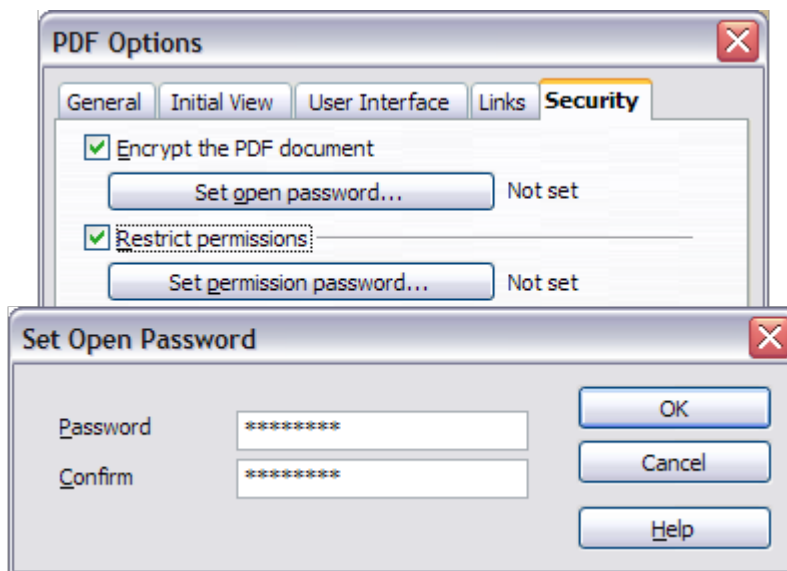 PDF Options
General Initial View User Interface Links Security
Encrypt the PDF document
Set open password... Not set
Restrict permissions
Set permission password... Not set
Set Open Password
Password ******** OK
Confirm ******** Cancel
Help